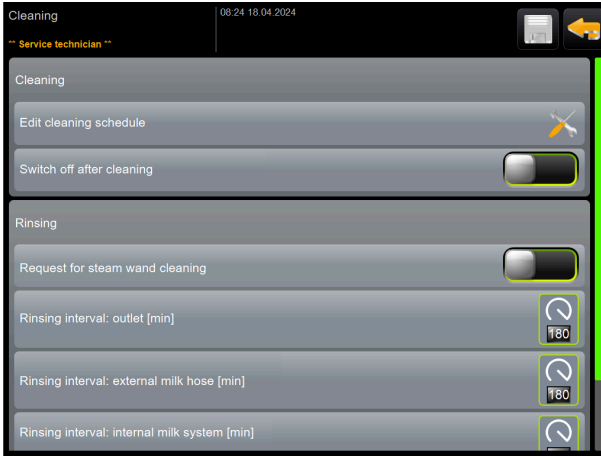 Cleaning
08:24 18.04.2024
** Service technician **
Cleaning
Edit cleaning schedule
Switch off after cleaning
Rinsing
Request for steam wand cleaning
Rinsing interval: outlet [min]
180
Rinsing interval: external milk hose [min]
180
Rinsing interval: internal milk system [min]